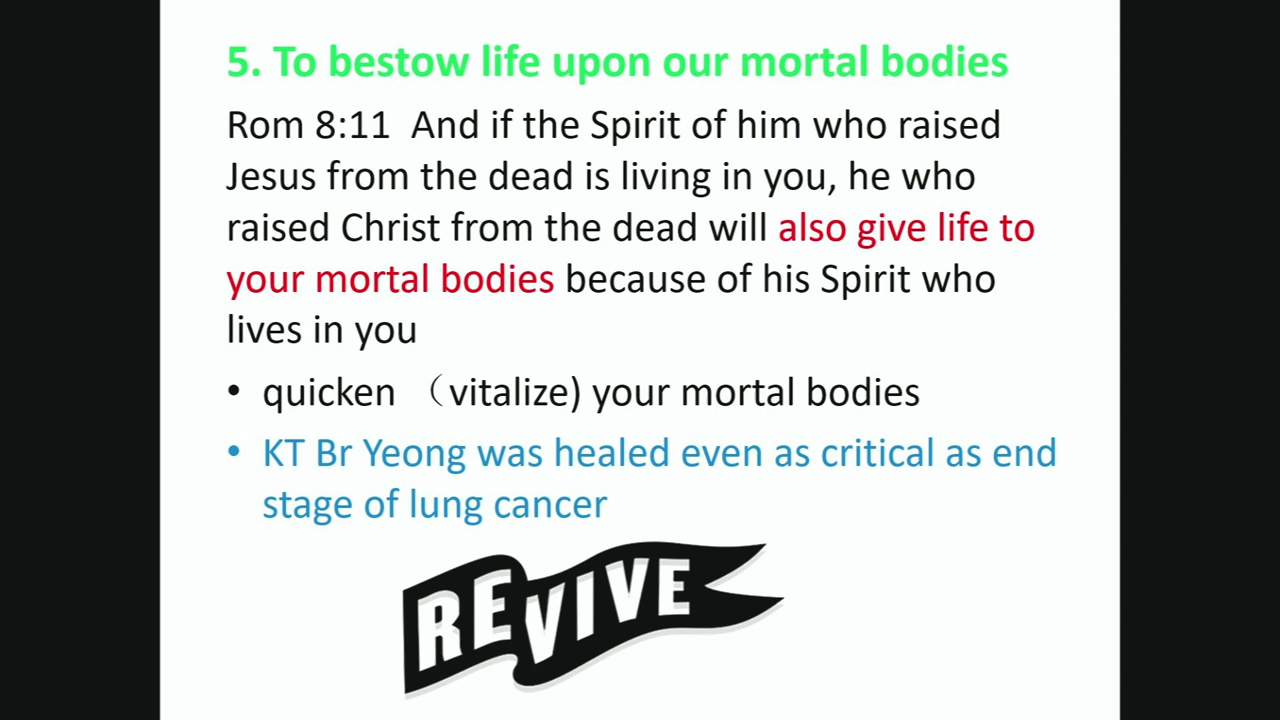 5. To bestow life upon our mortal bodies
Rom 8:11  And if the Spirit of him who raised
Jesus from the dead is living in you, he who
raised Christ from the dead will also give life to
your mortal bodies because of his Spirit who
lives in you
• quicken （vitalize) your mortal bodies
• KT Br Yeong was healed even as critical as end
stage of lung cancer
REVIVE